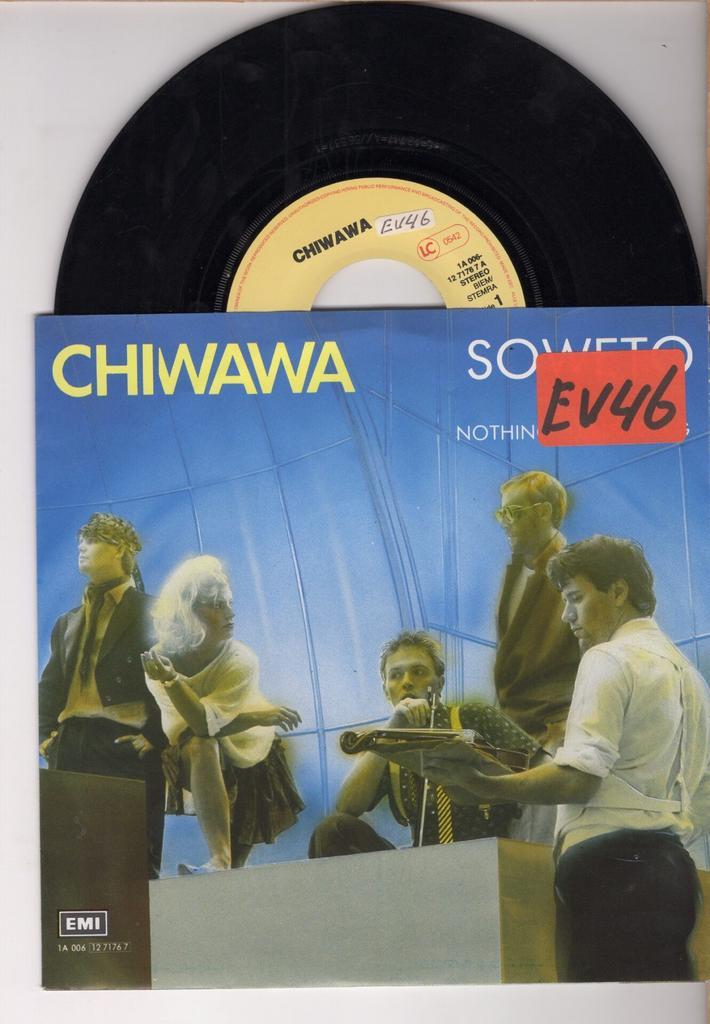 CHIWAWA
EV46
LC 0542
1A 006-
12 7176 7 A
STEREO
BIEM/
STEMRA
1
CHIWAWA
SOWETO
EV46
NOTHIN
EMI
1A 006 12 7176 7